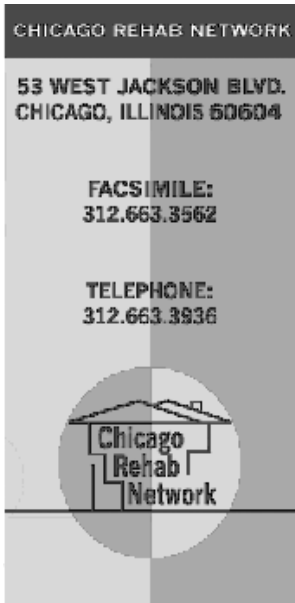 CHICAGO REHAB NETWORK
53 WEST JACKSON BLVD.
CHICAGO, ILLINOIS 60604
FACSIMILE:
312.663.3562
TELEPHONE:
312.663.3936
Chicago
Rehab
Network